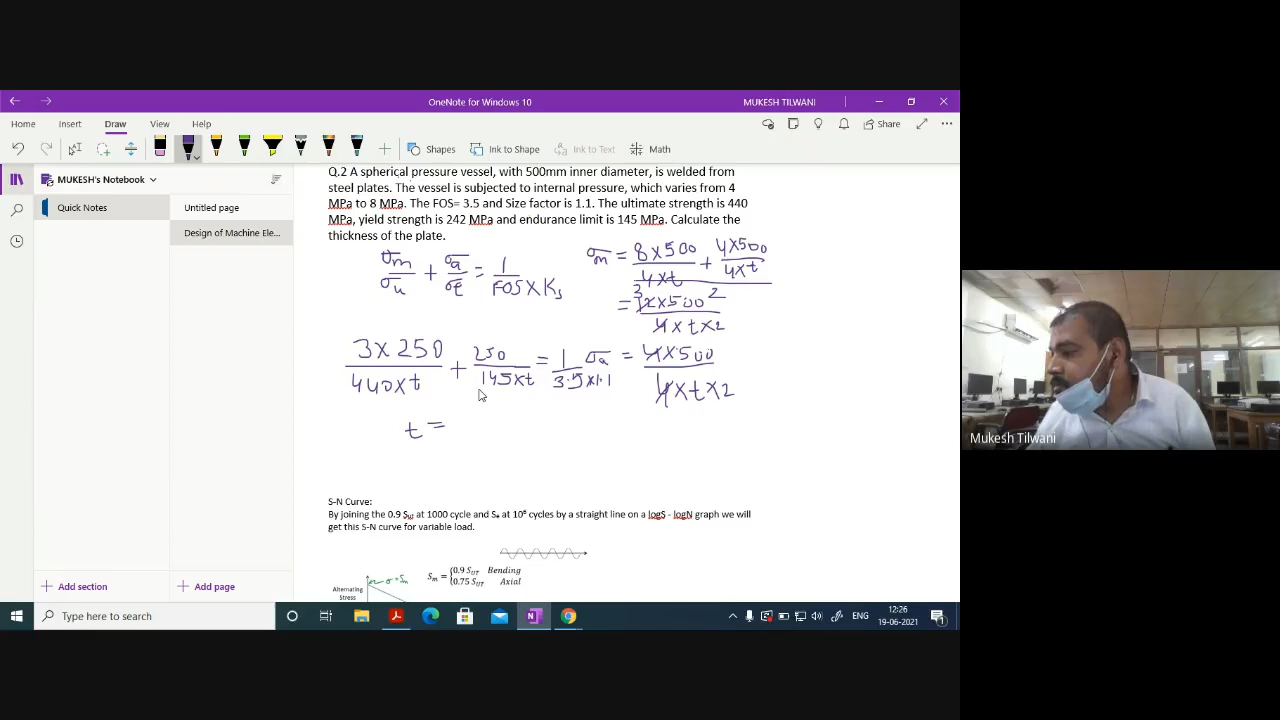 OneNote for Windows 10
MUKESH TILWANI
Home Insert Draw View Help
Share
Shapes Ink to Shape Ink to Text Math
MUKESH's Notebook
Quick Notes
Untitled page
Design of Machine Ele...
Q.2 A spherical pressure vessel, with 500mm inner diameter, is welded from
steel plates. The vessel is subjected to internal pressure, which varies from 4
MPa to 8 MPa. The FOS= 3.5 and Size factor is 1.1. The ultimate strength is 440
MPa, yield strength is 242 MPa and endurance limit is 145 MPa. Calculate the
thickness of the plate.
σm/σu + σa/σe = 1/FOS×Ks
σm = 8×500/4×t + 4×500/4×t
= 12×500/4×t×2
3×250/440×t + 250/145×t = 1/3.5×1.1
σa = 4×500/4×t×2
t =
S-N Curve:
By joining the 0.9 Sut at 1000 cycle and Se at 10⁶ cycles by a straight line on a logS - logN graph we will
get this S-N curve for variable load.
Sm = {0.9 SUT Bending
0.75 SUT Axial
Alternating
Stress
σ=Sm
Add section
Add page
Type here to search
ENG
12:26
19-06-2021
Mukesh Tilwani